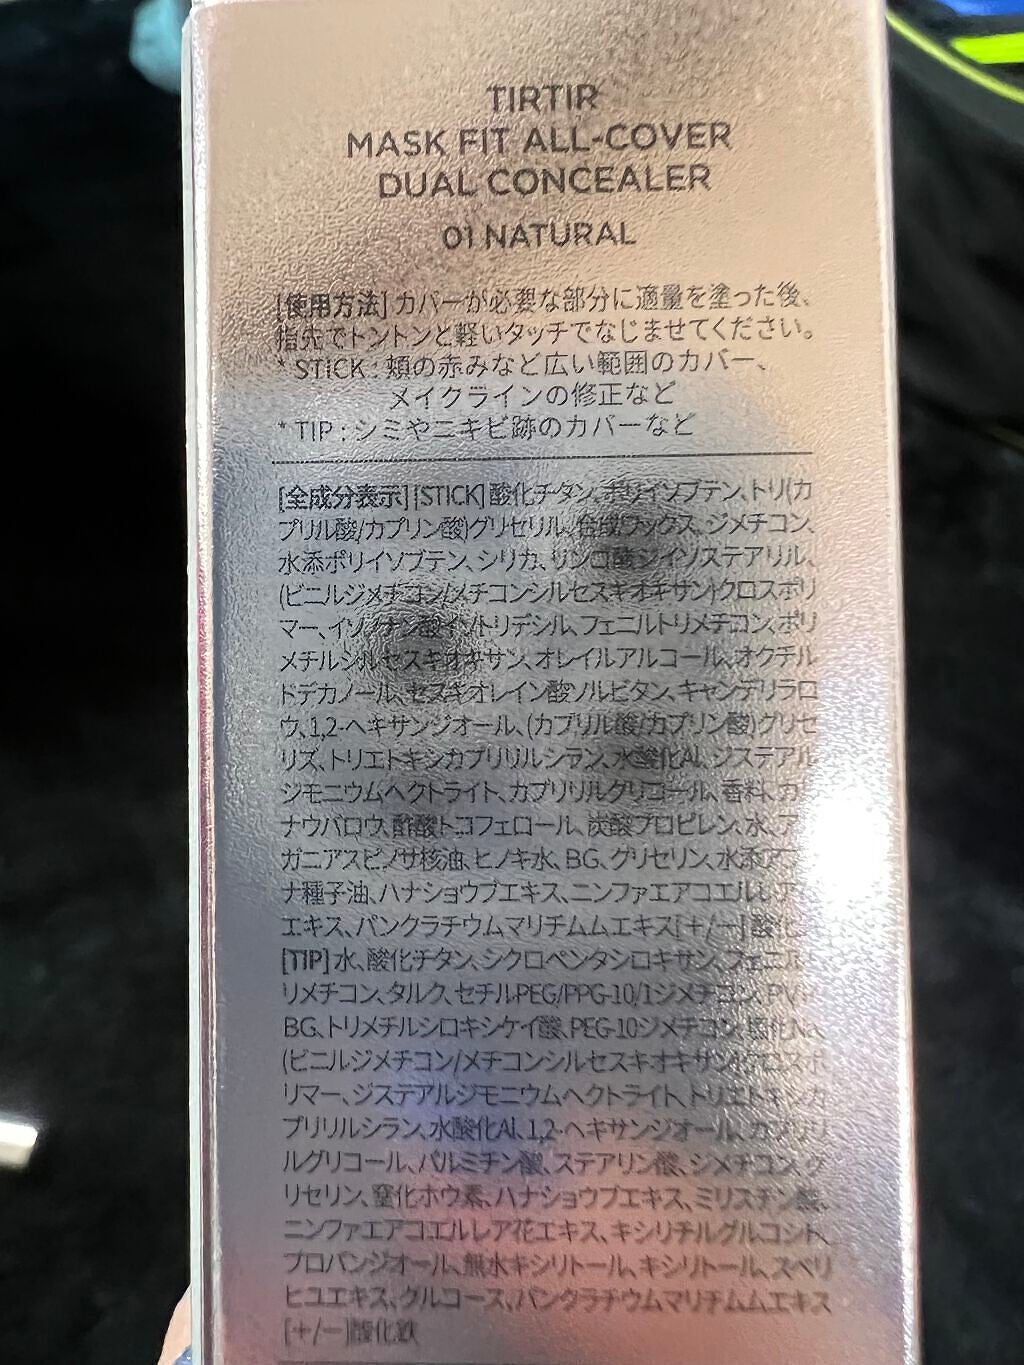 TIRTIR
MASK FIT ALL-COVER
DUAL CONCEALER
01 NATURAL
[使用方法] カバーが必要な部分に適量を塗った後、
指先でトントンと軽いタッチでなじませてください。
* STICK : 頬の赤みなど広い範囲のカバー、
メイクラインの修正など
* TIP : シミやニキビ跡のカバーなど
[全成分表示] [STICK] 酸化チタン、ポリイソブテン、トリ(カ
プリル酸/カプリン酸)グリセリル、合成ワックス、ジメチコン、
水添ポリイソブテン、シリカ、リンゴ酸ジイソステアリル、
(ビニルジメチコン/メチコンシルセスキオキサン)クロスポリ
マー、イソノナン酸イソトリデシル、フェニルトリメチコン、ポリ
メチルシルセスキオキサン、オレイルアルコール、オクチル
ドデカノール、セスキオレイン酸ソルビタン、キャンデリラロ
ウ、1,2-ヘキサンジオール、(カプリル酸/カプリン酸)グリセ
リズ、トリエトキシカプリリルシラン、水酸化Al、ジステアル
ジモニウムヘクトライト、カプリリルグリコール、香料、カル
ナウバロウ、酢酸トコフェロール、炭酸プロピレン、水、ア
ガニアスピノサ核油、ヒノキ水、BG、グリセリン、水添ア
ナ種子油、ハナショウブエキス、ニンファエアコエルレア
エキス、パンクラチウムマリチムムエキス[+/-] 酸化
[TIP] 水、酸化チタン、シクロペンタシロキサン、フェニルト
リメチコン、タルク、セチルPEG/PPG-10/1ジメチコン、PVP、
BG、トリメチルシロキシケイ酸、PEG-10ジメチコン、塩化Na、
(ビニルジメチコン/メチコンシルセスキオキサン)クロスポ
リマー、ジステアルジモニウムヘクトライト、トリエトキシカ
プリリルシラン、水酸化Al、1,2-ヘキサンジオール、カプリリ
ルグリコール、パルミチン酸、ステアリン酸、ジメチコン、グ
リセリン、窒化ホウ素、ハナショウブエキス、ミリスチン酸、
ニンファエアコエルレア花エキス、キシリチルグルコシド、
プロパンジオール、無水キシリトール、キシリトール、スベリ
ヒユエキス、グルコース、パンクラチウムマリチムムエキス
[+/-]酸化鉄